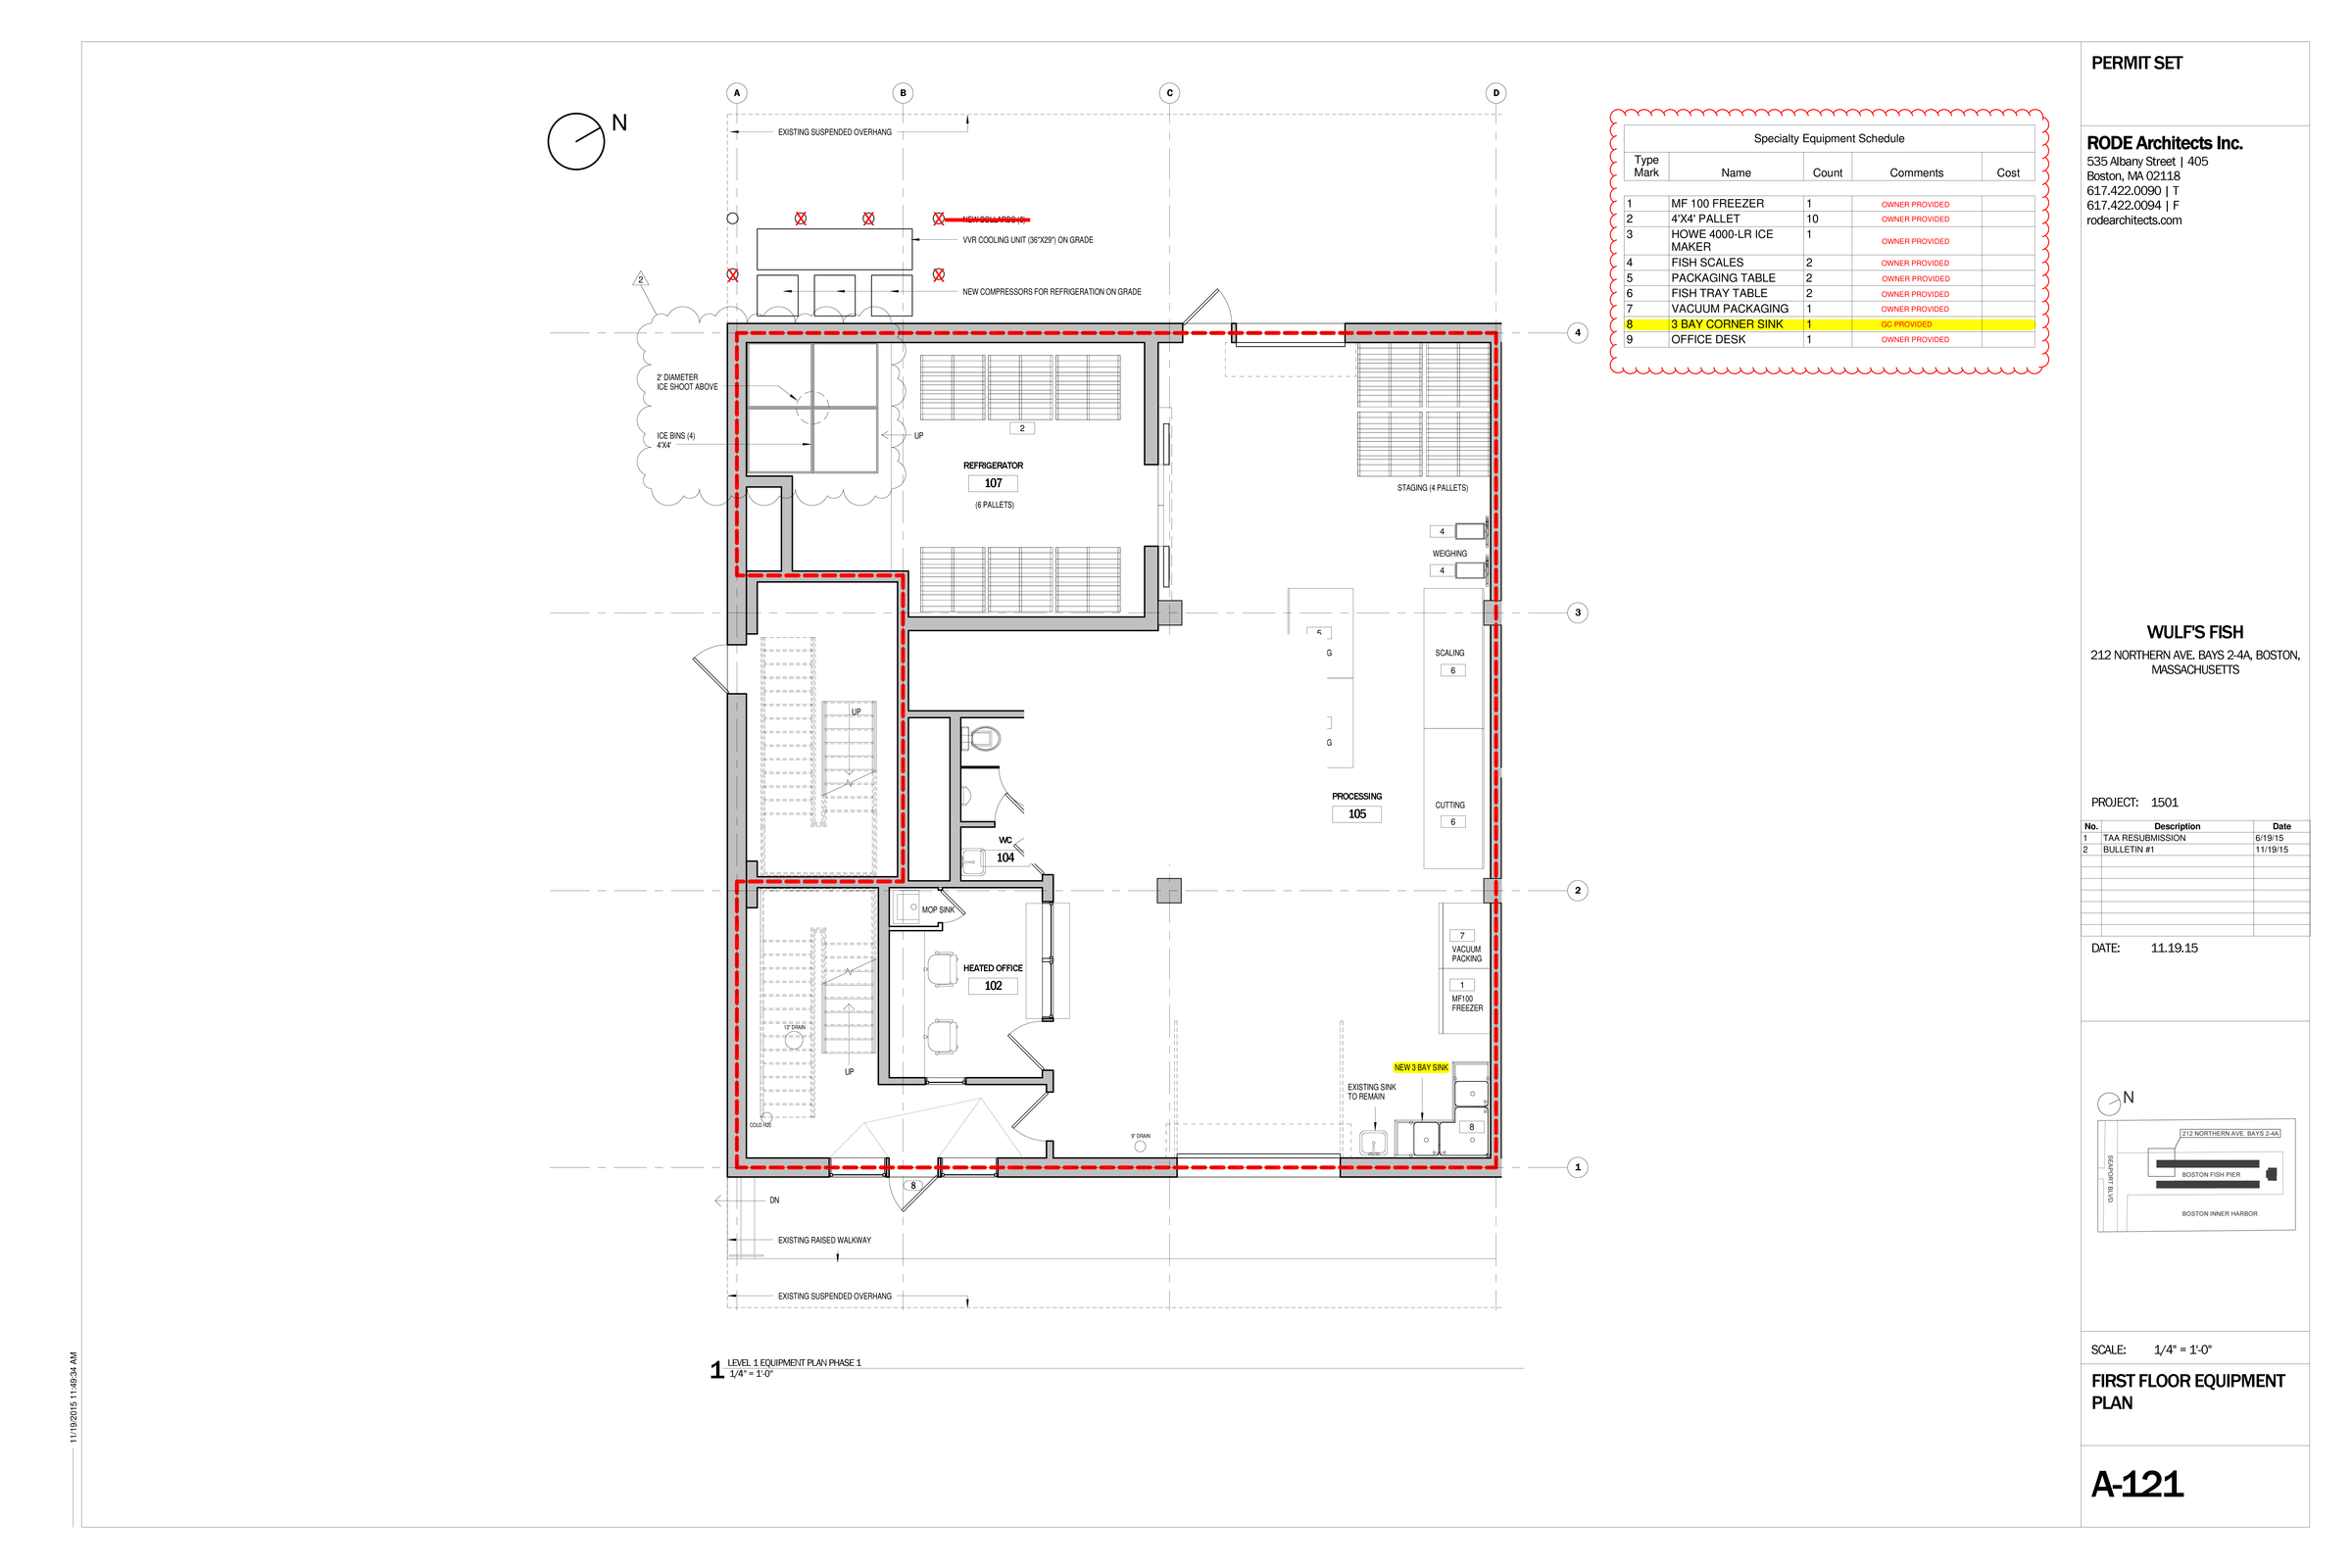 PERMIT SET
RODE Architects Inc.
535 Albany Street | 405
Boston, MA 02118
617.422.0090 | T
617.422.0094 | F
rodearchitects.com
WULF'S FISH
212 NORTHERN AVE. BAYS 2-4A, BOSTON,
MASSACHUSETTS
PROJECT: 1501
No. Description Date
1 TAA RESUBMISSION 6/19/15
2 BULLETIN #1 11/19/15
DATE: 11.19.15
N
212 NORTHERN AVE. BAYS 2-4A
SEAPORT BLVD.
BOSTON FISH PIER
BOSTON INNER HARBOR
SCALE: 1/4" = 1'-0"
FIRST FLOOR EQUIPMENT
PLAN
A-121
Specialty Equipment Schedule
Type
Mark Name Count Comments Cost
1 MF 100 FREEZER 1 OWNER PROVIDED
2 4'X4' PALLET 10 OWNER PROVIDED
3 HOWE 4000-LR ICE
MAKER 1 OWNER PROVIDED
4 FISH SCALES 2 OWNER PROVIDED
5 PACKAGING TABLE 2 OWNER PROVIDED
6 FISH TRAY TABLE 2 OWNER PROVIDED
7 VACUUM PACKAGING 1 OWNER PROVIDED
8 3 BAY CORNER SINK 1 GC PROVIDED
9 OFFICE DESK 1 OWNER PROVIDED
A B C D
N
EXISTING SUSPENDED OVERHANG
NEW BOLLARDS (6)
VVR COOLING UNIT (36"X29") ON GRADE
2
NEW COMPRESSORS FOR REFRIGERATION ON GRADE
4
2' DIAMETER
ICE SHOOT ABOVE
ICE BINS (4)
4'X4'
UP
2
REFRIGERATOR
107
(6 PALLETS)
STAGING (4 PALLETS)
4
WEIGHING
4
3
5
G
SCALING
6
UP
G
PROCESSING
105
CUTTING
6
WC
104
2
MOP SINK
7
VACUUM
PACKING
HEATED OFFICE
102
1
MF100
FREEZER
13" DRAIN
UP
NEW 3 BAY SINK
EXISTING SINK
TO REMAIN
8
9" DRAIN
1
8
DN
EXISTING RAISED WALKWAY
EXISTING SUSPENDED OVERHANG
1 LEVEL 1 EQUIPMENT PLAN PHASE 1
1/4" = 1'-0"
11/19/2015 11:49:34 AM